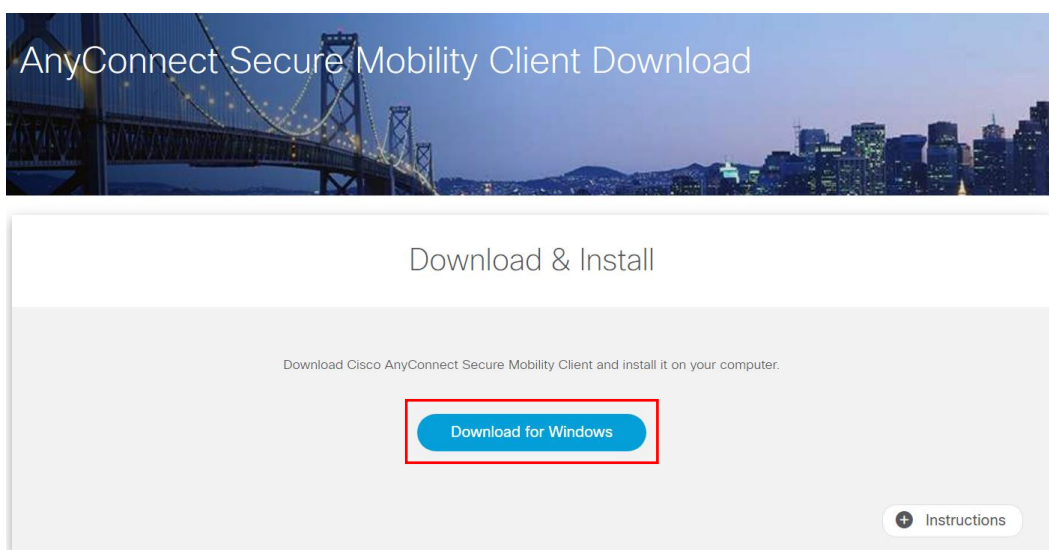 AnyConnect Secure Mobility Client Download
Download & Install
Download Cisco AnyConnect Secure Mobility Client and install it on your computer.
Download for Windows
Instructions